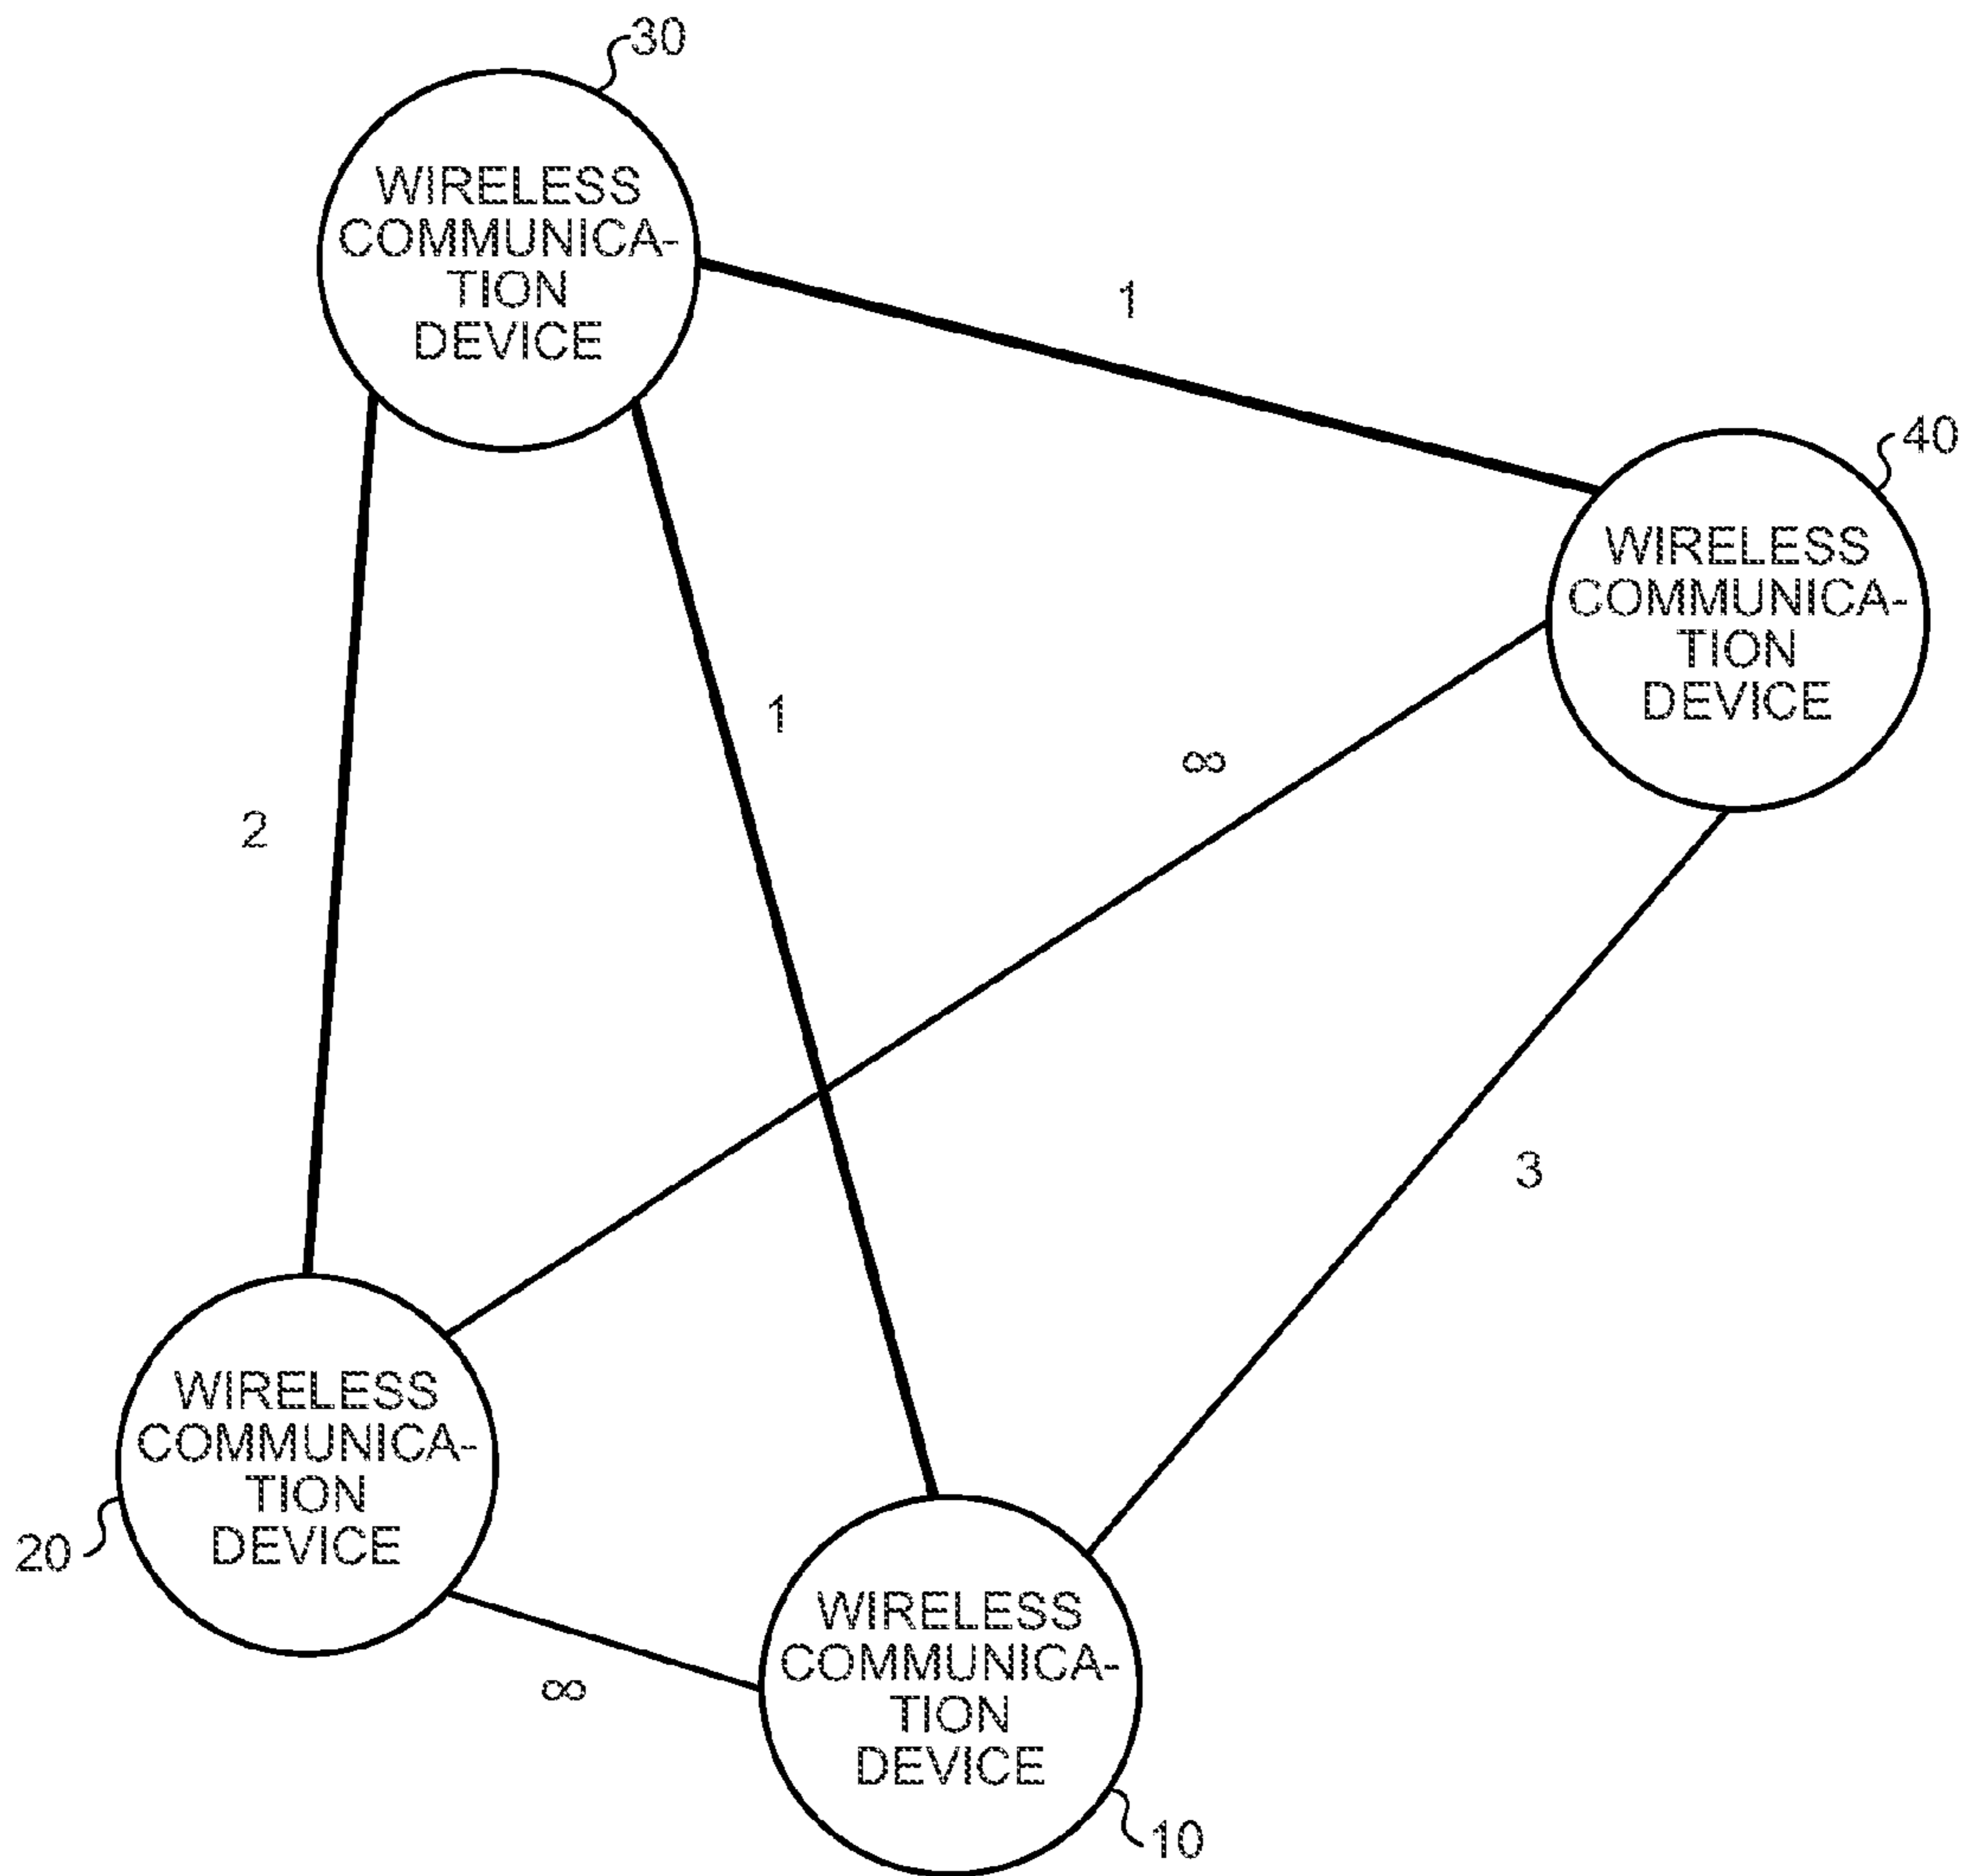 30
WIRELESS
COMMUNICA-
TION
DEVICE
1
40
WIRELESS
COMMUNICA-
TION
DEVICE
1
∞
2
3
WIRELESS
COMMUNICA-
TION
DEVICE
20
∞
WIRELESS
COMMUNICA-
TION
DEVICE
10